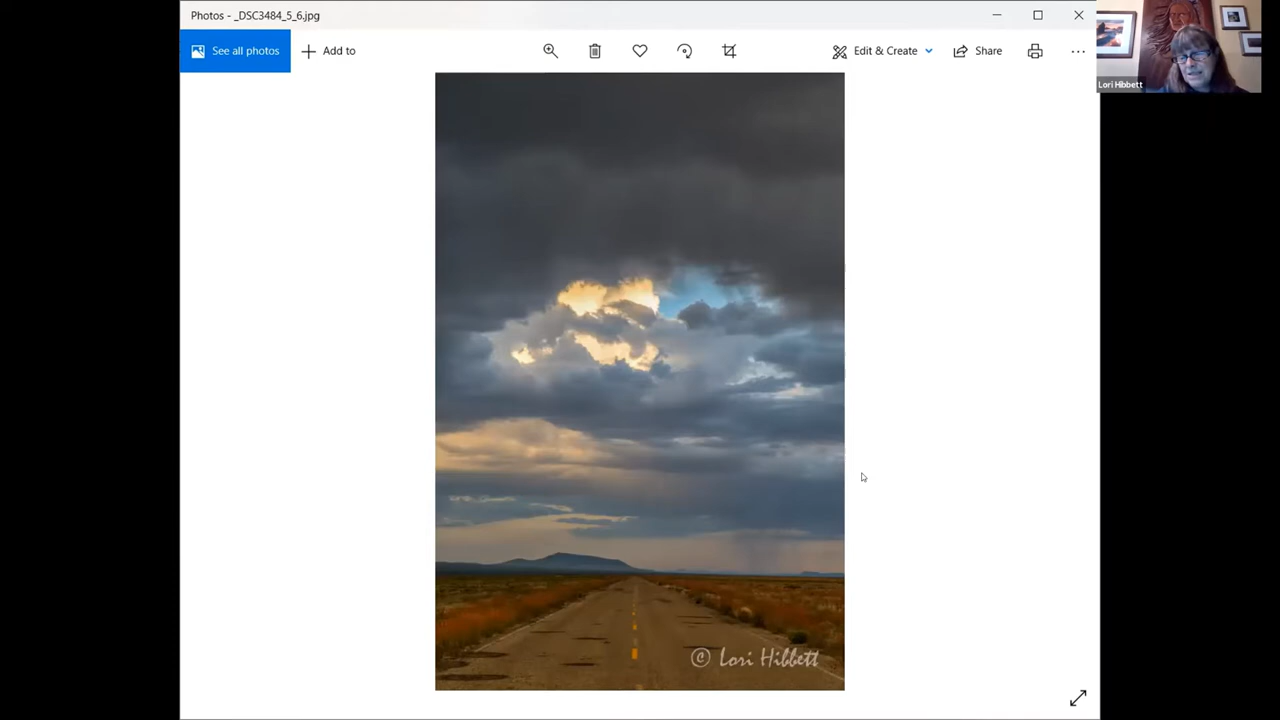 Photos - _DSC3484_5_6.jpg
See all photos
Add to
Edit & Create
Share
Lori Hibbett
© Lori Hibbett